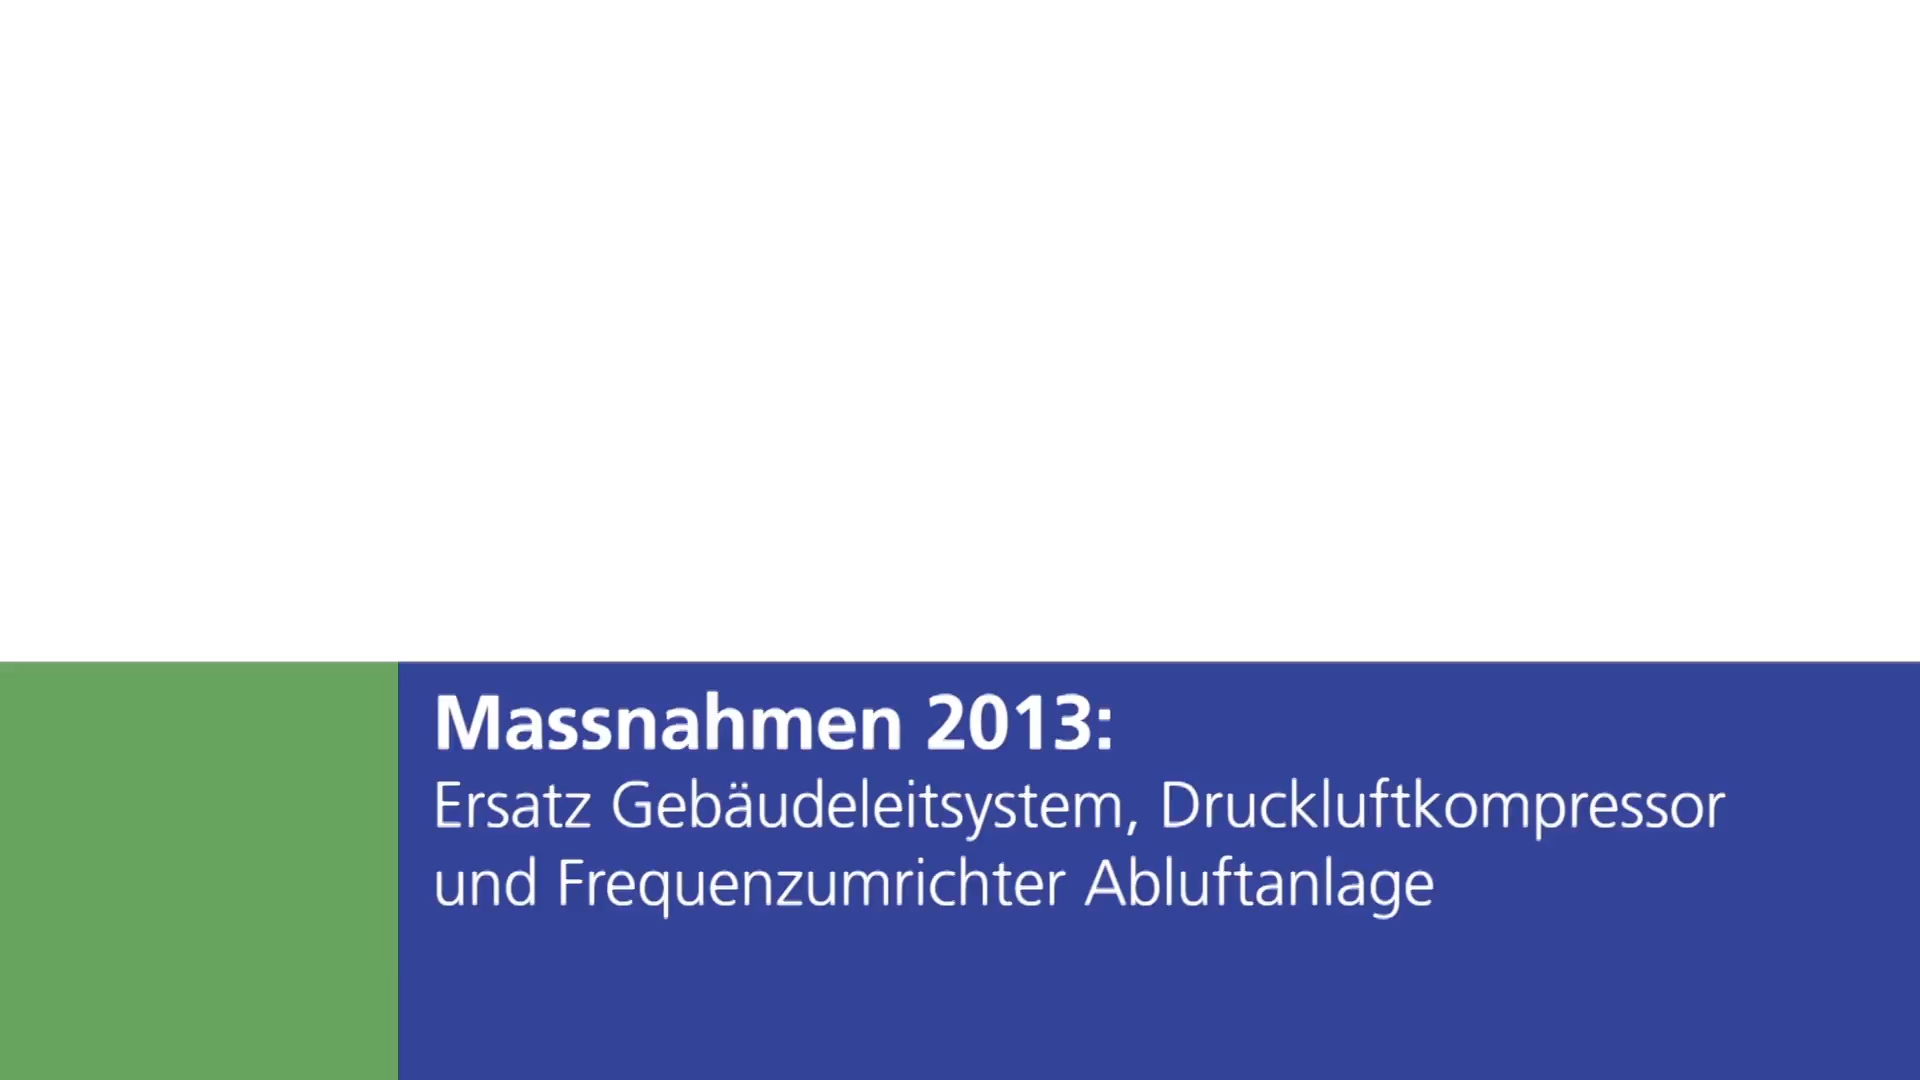 Massnahmen 2013:
Ersatz Gebäudeleitsystem, Druckluftkompressor
und Frequenzumrichter Abluftanlage